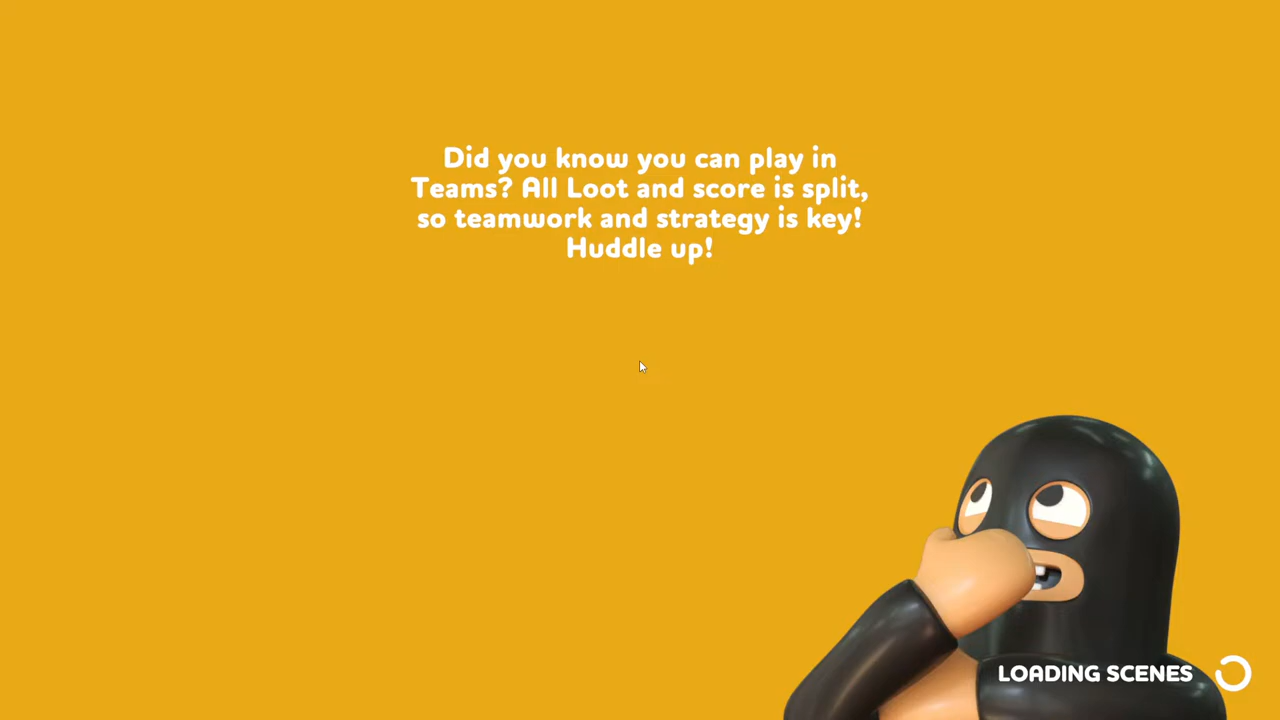 Did you know you can play in
Teams? All Loot and score is split,
so teamwork and strategy is key!
Huddle up!
LOADING SCENES